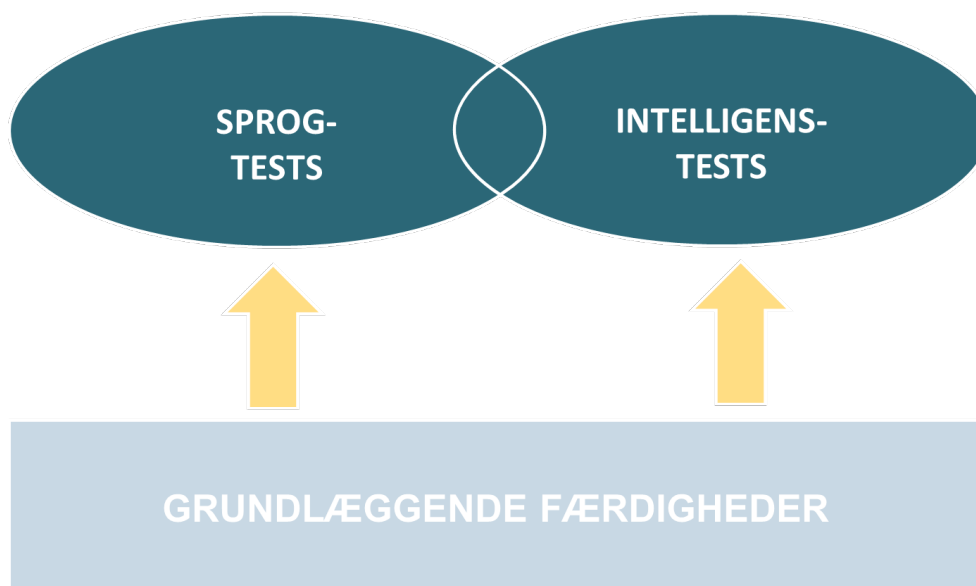 SPROG-
TESTS
INTELLIGENS-
TESTS
GRUNDLÆGGENDE FÆRDIGHEDER